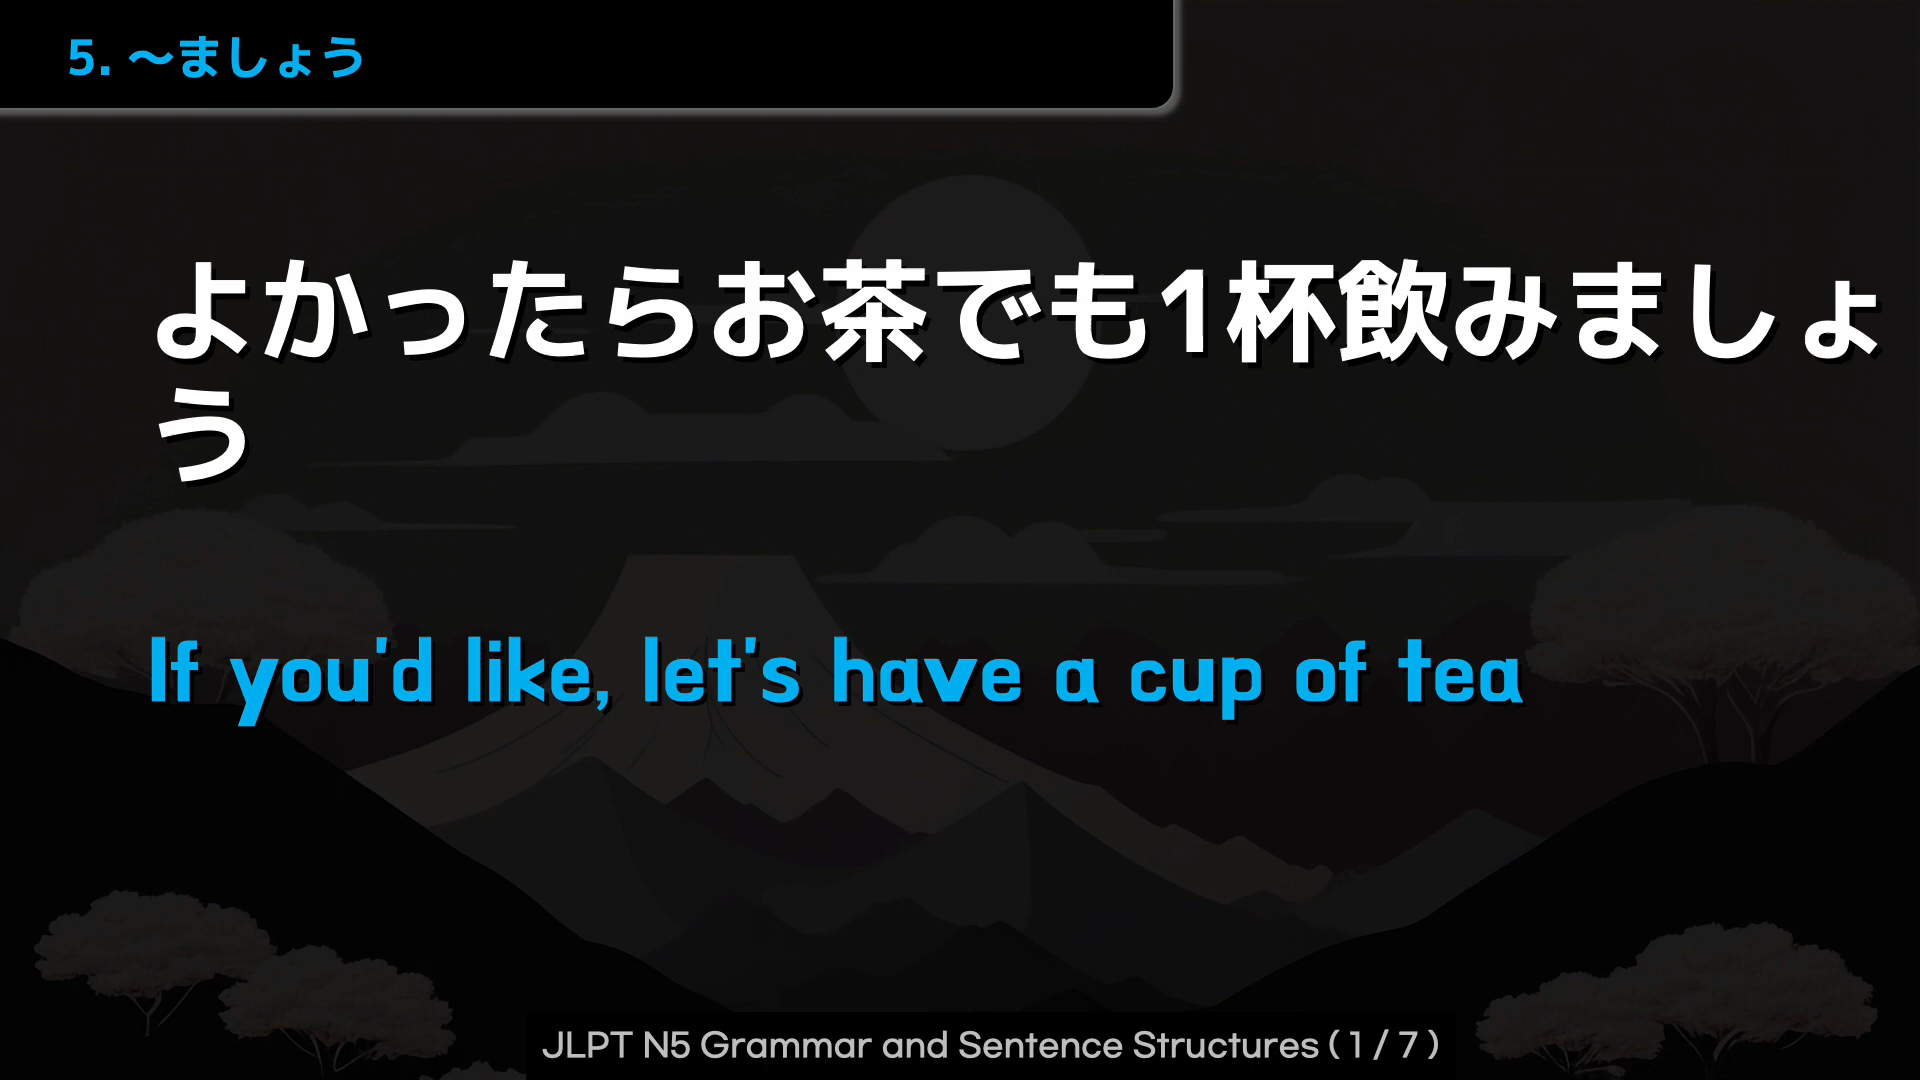 5. ～ましょう
よかったらお茶でも1杯飲みましょ
う
If you'd like, let's have a cup of tea
JLPT N5 Grammar and Sentence Structures ( 1 / 7 )